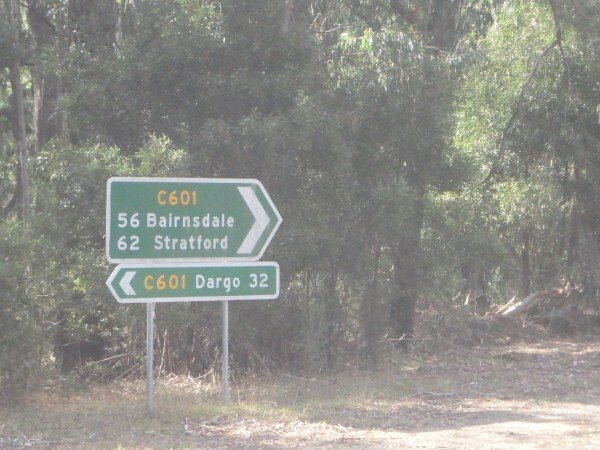 C601
56 Bairnsdale
62 Stratford
C601 Dargo 32